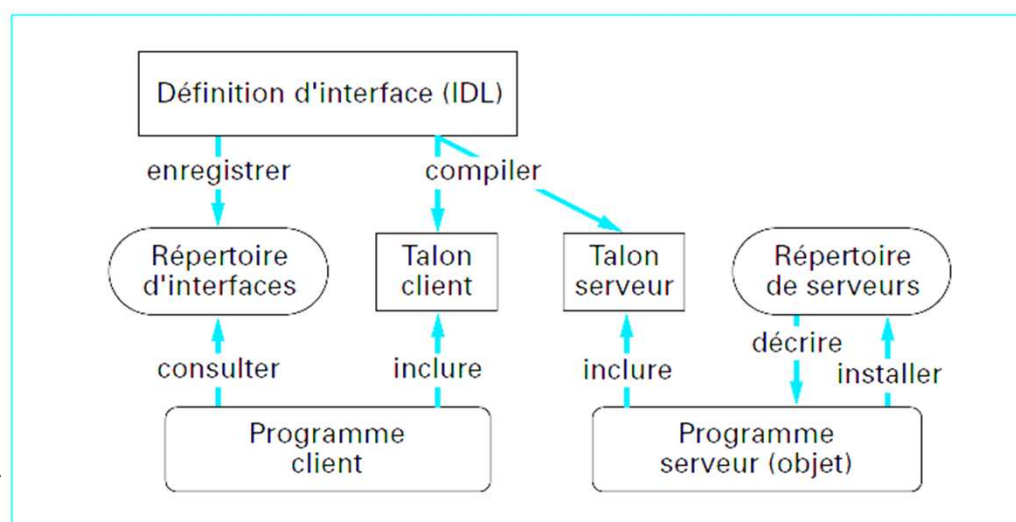 Définition d'interface (IDL)
enregistrer
compiler
Répertoire
d'interfaces
Talon
client
Talon
serveur
Répertoire
de serveurs
consulter
inclure
inclure
décrire
installer
Programme
client
Programme
serveur (objet)